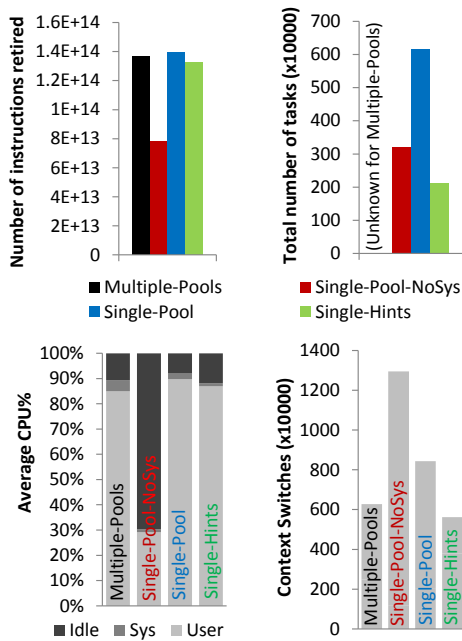 Number of instructions retired
1.6E+14
1.4E+14
1.2E+14
1E+14
8E+13
6E+13
4E+13
2E+13
0
Total number of tasks (x10000)
700
600
500
400
300
200
100
0
(Unknown for Multiple-Pools)
Multiple-Pools
Single-Pool-NoSys
Single-Pool
Single-Hints
Average CPU%
100%
90%
80%
70%
60%
50%
40%
30%
20%
10%
0%
Multiple-Pools
Single-Pool-NoSys
Single-Pool
Single-Hints
Idle
Sys
User
Context Switches (x10000)
1400
1200
1000
800
600
400
200
0
Multiple-Pools
Single-Pool-NoSys
Single-Pool
Single-Hints